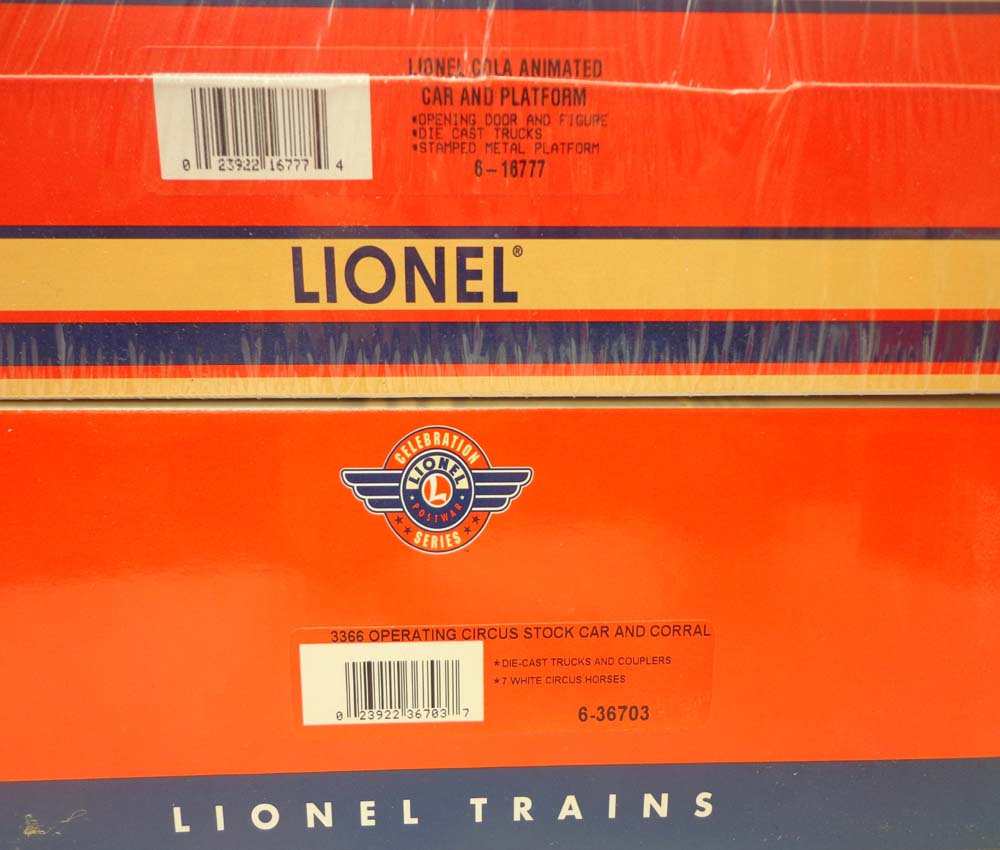 LIONEL COLA ANIMATED
CAR AND PLATFORM
*OPENING DOOR AND FIGURE
*DIE CAST TRUCKS
*STAMPED METAL PLATFORM
6-16777
0 23922 16777 4
LIONEL®
CELEBRATION
LIONEL
L
POSTWAR
SERIES
3366 OPERATING CIRCUS STOCK CAR AND CORRAL
★ DIE-CAST TRUCKS AND COUPLERS
★ 7 WHITE CIRCUS HORSES
6-36703
0 23922 36703 7
LIONEL TRAINS